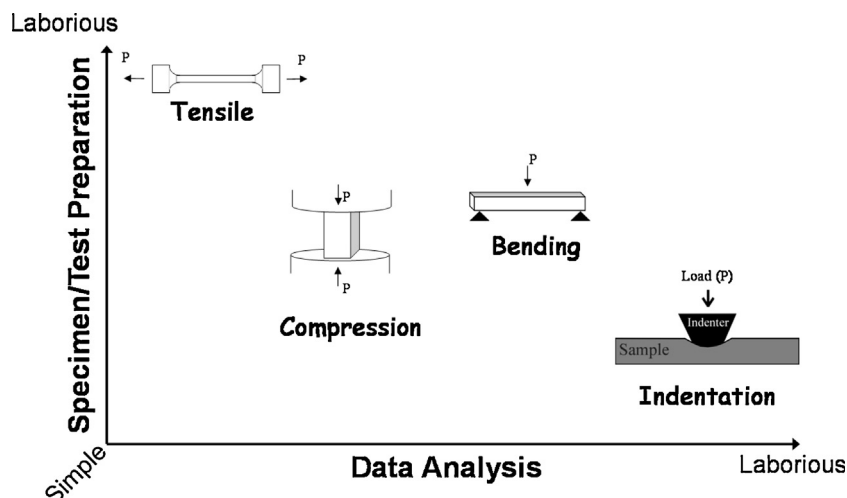 Laborious
P
P
Tensile
Specimen/Test Preparation
P
P
Bending
P
Compression
Load (P)
Indenter
Sample
Indentation
Simple
Data Analysis
Laborious